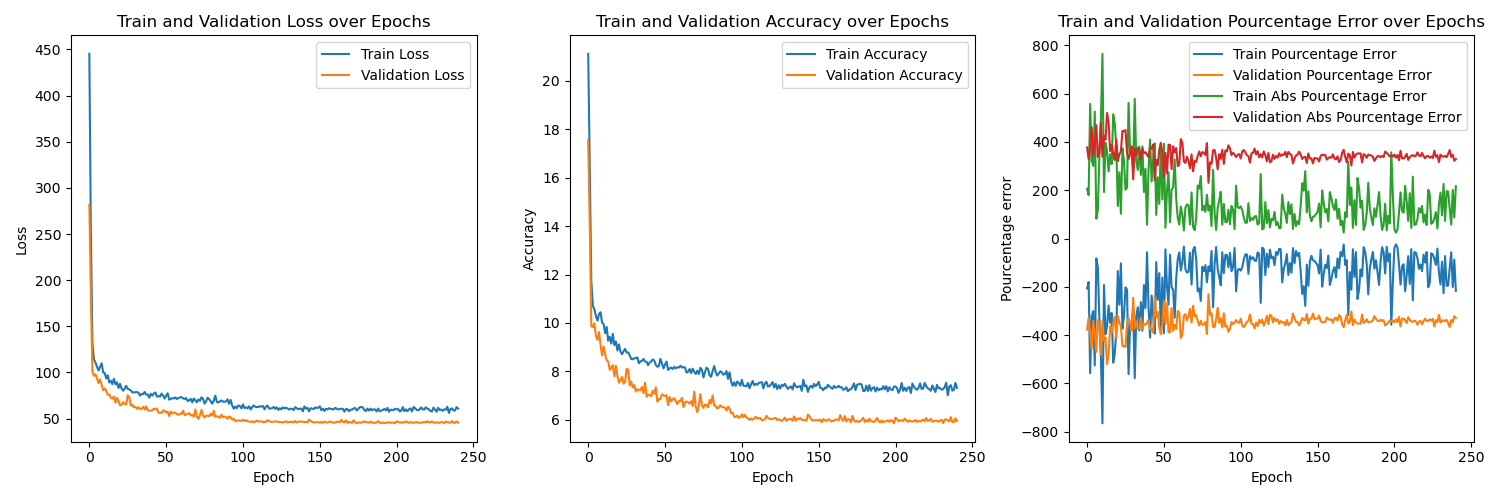 Train and Validation Loss over Epochs
Train Loss
Validation Loss
450
400
350
300
250
200
150
100
50
Loss
0
50
100
150
200
250
Epoch
Train and Validation Accuracy over Epochs
Train Accuracy
Validation Accuracy
20
18
16
14
12
10
8
6
Accuracy
0
50
100
150
200
250
Epoch
Train and Validation Pourcentage Error over Epochs
Train Pourcentage Error
Validation Pourcentage Error
Train Abs Pourcentage Error
Validation Abs Pourcentage Error
800
600
400
200
0
−200
−400
−600
−800
Pourcentage error
0
50
100
150
200
250
Epoch